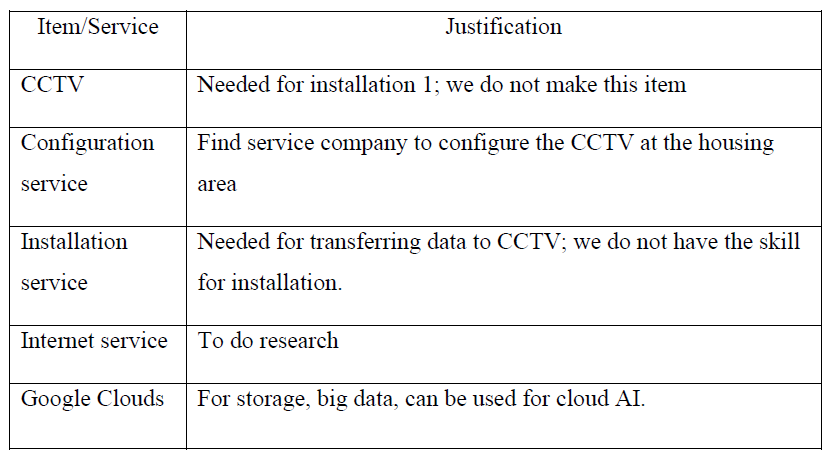 Item/Service Justification
CCTV Needed for installation 1; we do not make this item
Configuration Find service company to configure the CCTV at the housing
service area
Installation Needed for transferring data to CCTV; we do not have the skill
service for installation.
Internet service To do research
Google Clouds For storage, big data, can be used for cloud AI.